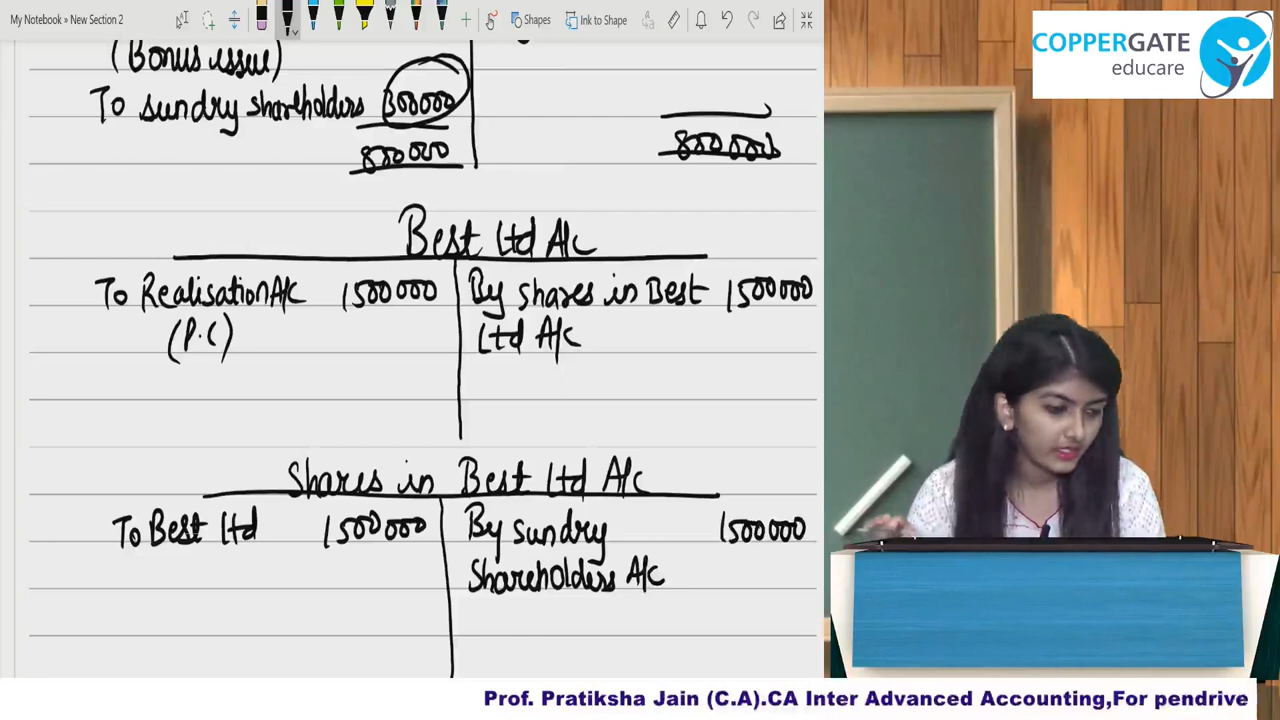 My Notebook » New Section 2
Shapes
Ink to Shape
COPPERGATE
educare
(Bonus issue)
To sundry shareholders 300000
800000
800000
Best Ltd A/c
To Realisation A/c 1500000
(P.C)
By shares in Best 1500000
Ltd A/c
Shares in Best Ltd A/c
To Best Ltd 1500000
By sundry 1500000
Shareholders A/c
Prof. Pratiksha Jain (C.A).CA Inter Advanced Accounting,For pendrive